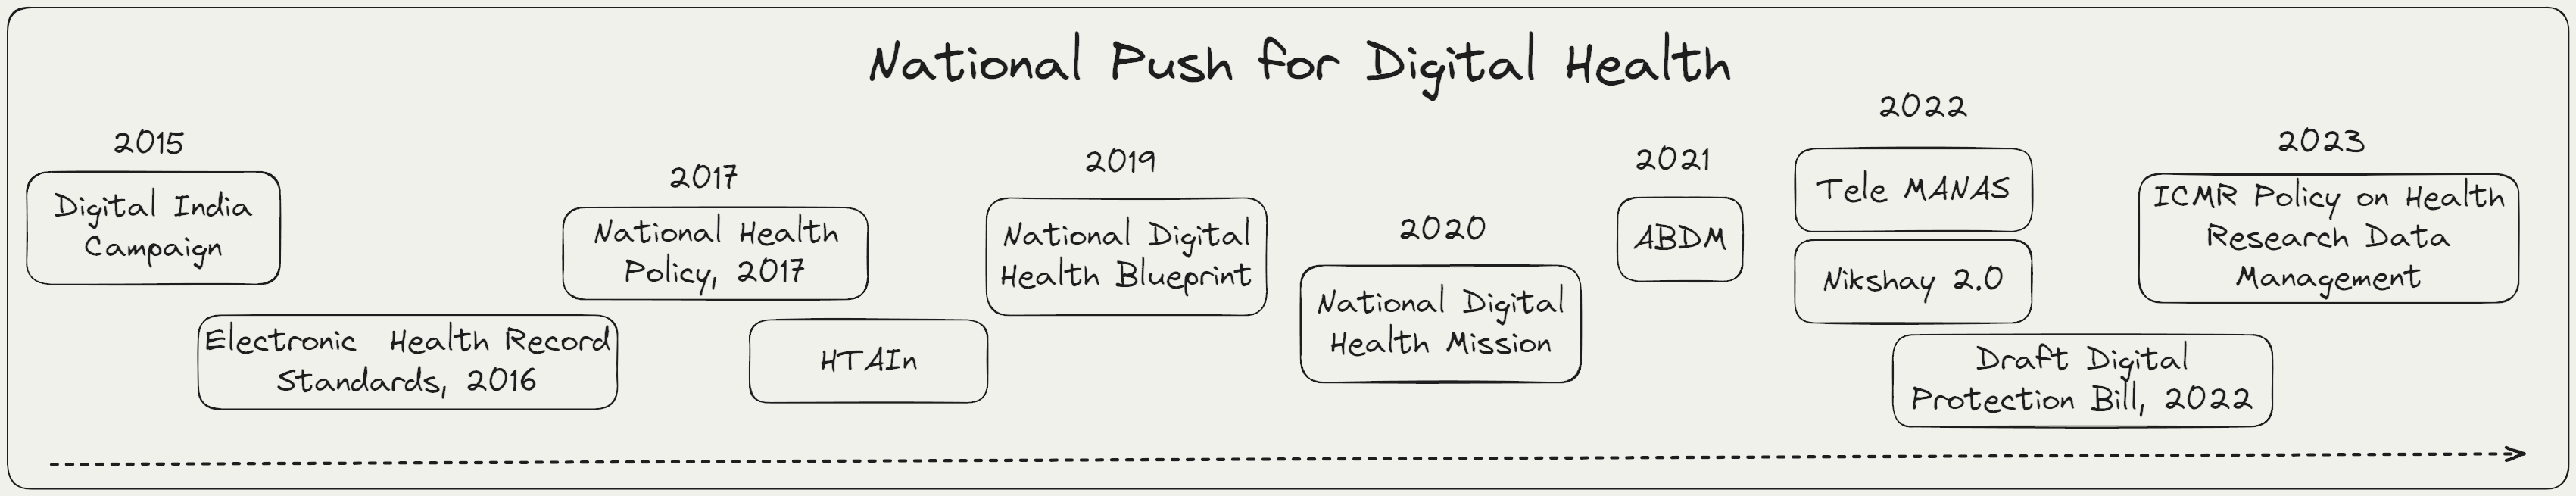 National Push for Digital Health
2015
Digital India
Campaign
Electronic Health Record
Standards, 2016
2017
National Health
Policy, 2017
HTAIn
2019
National Digital
Health Blueprint
2020
National Digital
Health Mission
2021
ABDM
2022
Tele MANAS
Nikshay 2.0
Draft Digital
Protection Bill, 2022
2023
ICMR Policy on Health
Research Data
Management